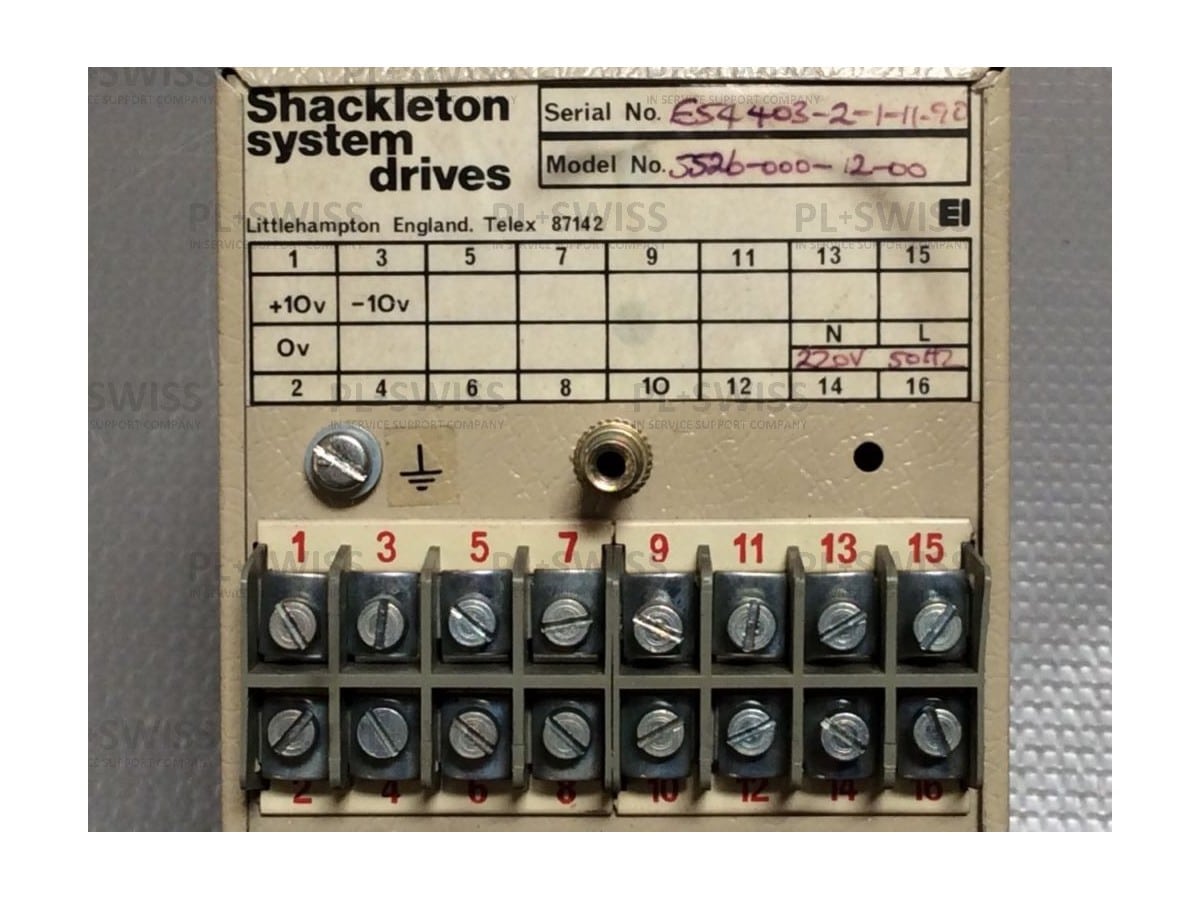 Shackleton
system
drives
Serial No. E54403-2-1-11-90
Model No. 5526-000-12-00
EI
Littlehampton England. Telex 87142
1 3 5 7 9 11 13 15
+10v -10v
N L
0v
220V 50HZ
2 4 6 8 10 12 14 16
1 3 5 7 9 11 13 15
2 4 6 8 10 12 14 16
PL+SWISS
IN SERVICE SUPPORT COMPANY